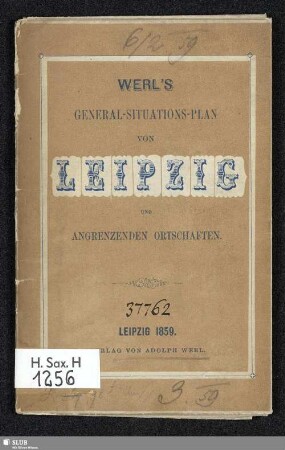 6/2 59
WERL'S
GENERAL-SITUATIONS-PLAN
VON
LEIPZIG
UND
ANGRENZENDEN ORTSCHAFTEN.
37762
LEIPZIG 1859.
VERLAG VON ADOLPH WERL.
H. Sax. H
1256
3. 59
SLUB